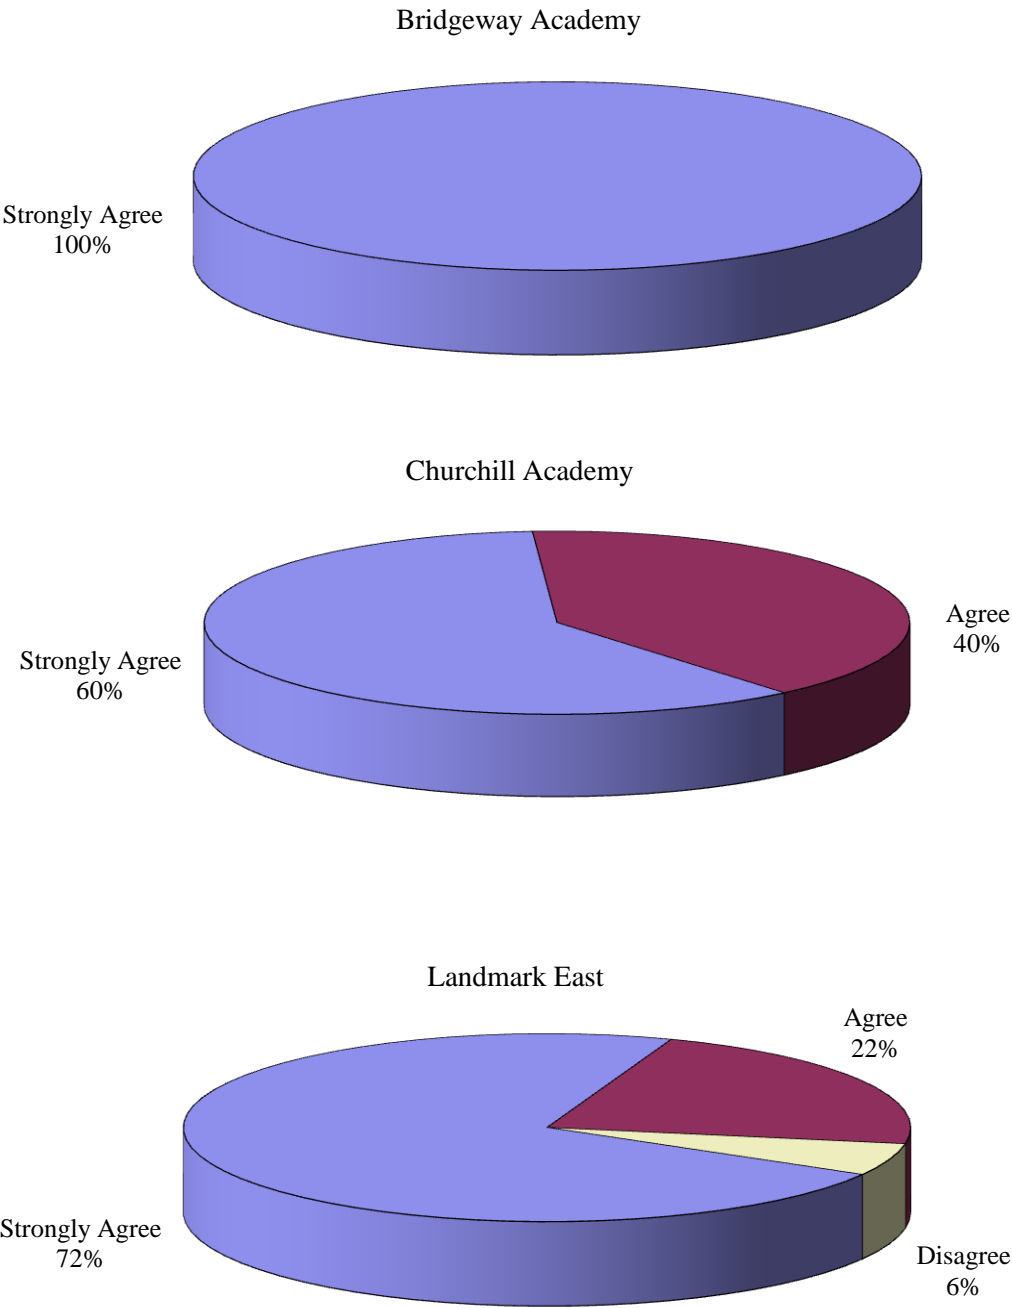 Bridgeway Academy
Strongly Agree
100%
Churchill Academy
Agree
40%
Strongly Agree
60%
Landmark East
Agree
22%
Strongly Agree
72%
Disagree
6%